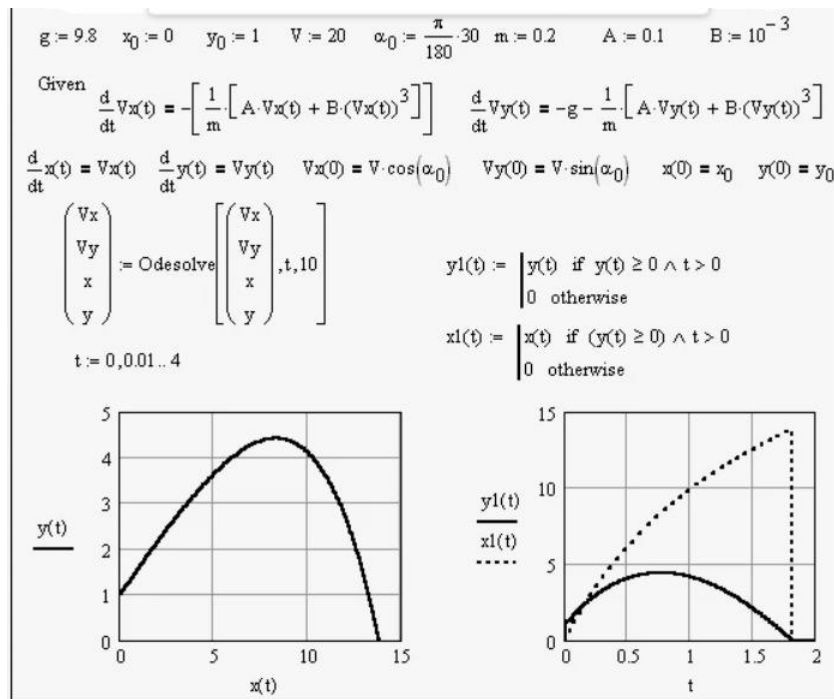 g := 9.8 x₀ := 0 y₀ := 1 V := 20 α₀ := π/180·30 m := 0.2 A := 0.1 B := 10⁻³
Given
d/dt Vx(t) = -[1/m·[A·Vx(t) + B·(Vx(t))³]] d/dt Vy(t) = -g - 1/m·[A·Vy(t) + B·(Vy(t))³]
d/dt x(t) = Vx(t) d/dt y(t) = Vy(t) Vx(0) = V·cos(α₀) Vy(0) = V·sin(α₀) x(0) = x₀ y(0) = y₀
(Vx Vy x y) := Odesolve[(Vx Vy x y), t, 10]
y1(t) := | y(t) if y(t) ≥ 0 ∧ t > 0
0 otherwise
x1(t) := | x(t) if (y(t) ≥ 0) ∧ t > 0
0 otherwise
t := 0, 0.01 .. 4
5
4
3
2
1
0
y(t)
0 5 10 15
x(t)
15
10
5
0
y1(t)
x1(t)
0 0.5 1 1.5 2
t